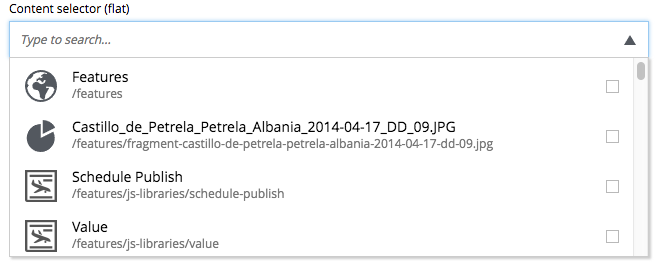 Content selector (flat)
Type to search...
Features
/features
Castillo_de_Petrela_Petrela_Albania_2014-04-17_DD_09.JPG
/features/fragment-castillo-de-petrela-petrela-albania-2014-04-17-dd-09.jpg
Schedule Publish
/features/js-libraries/schedule-publish
Value
/features/js-libraries/value